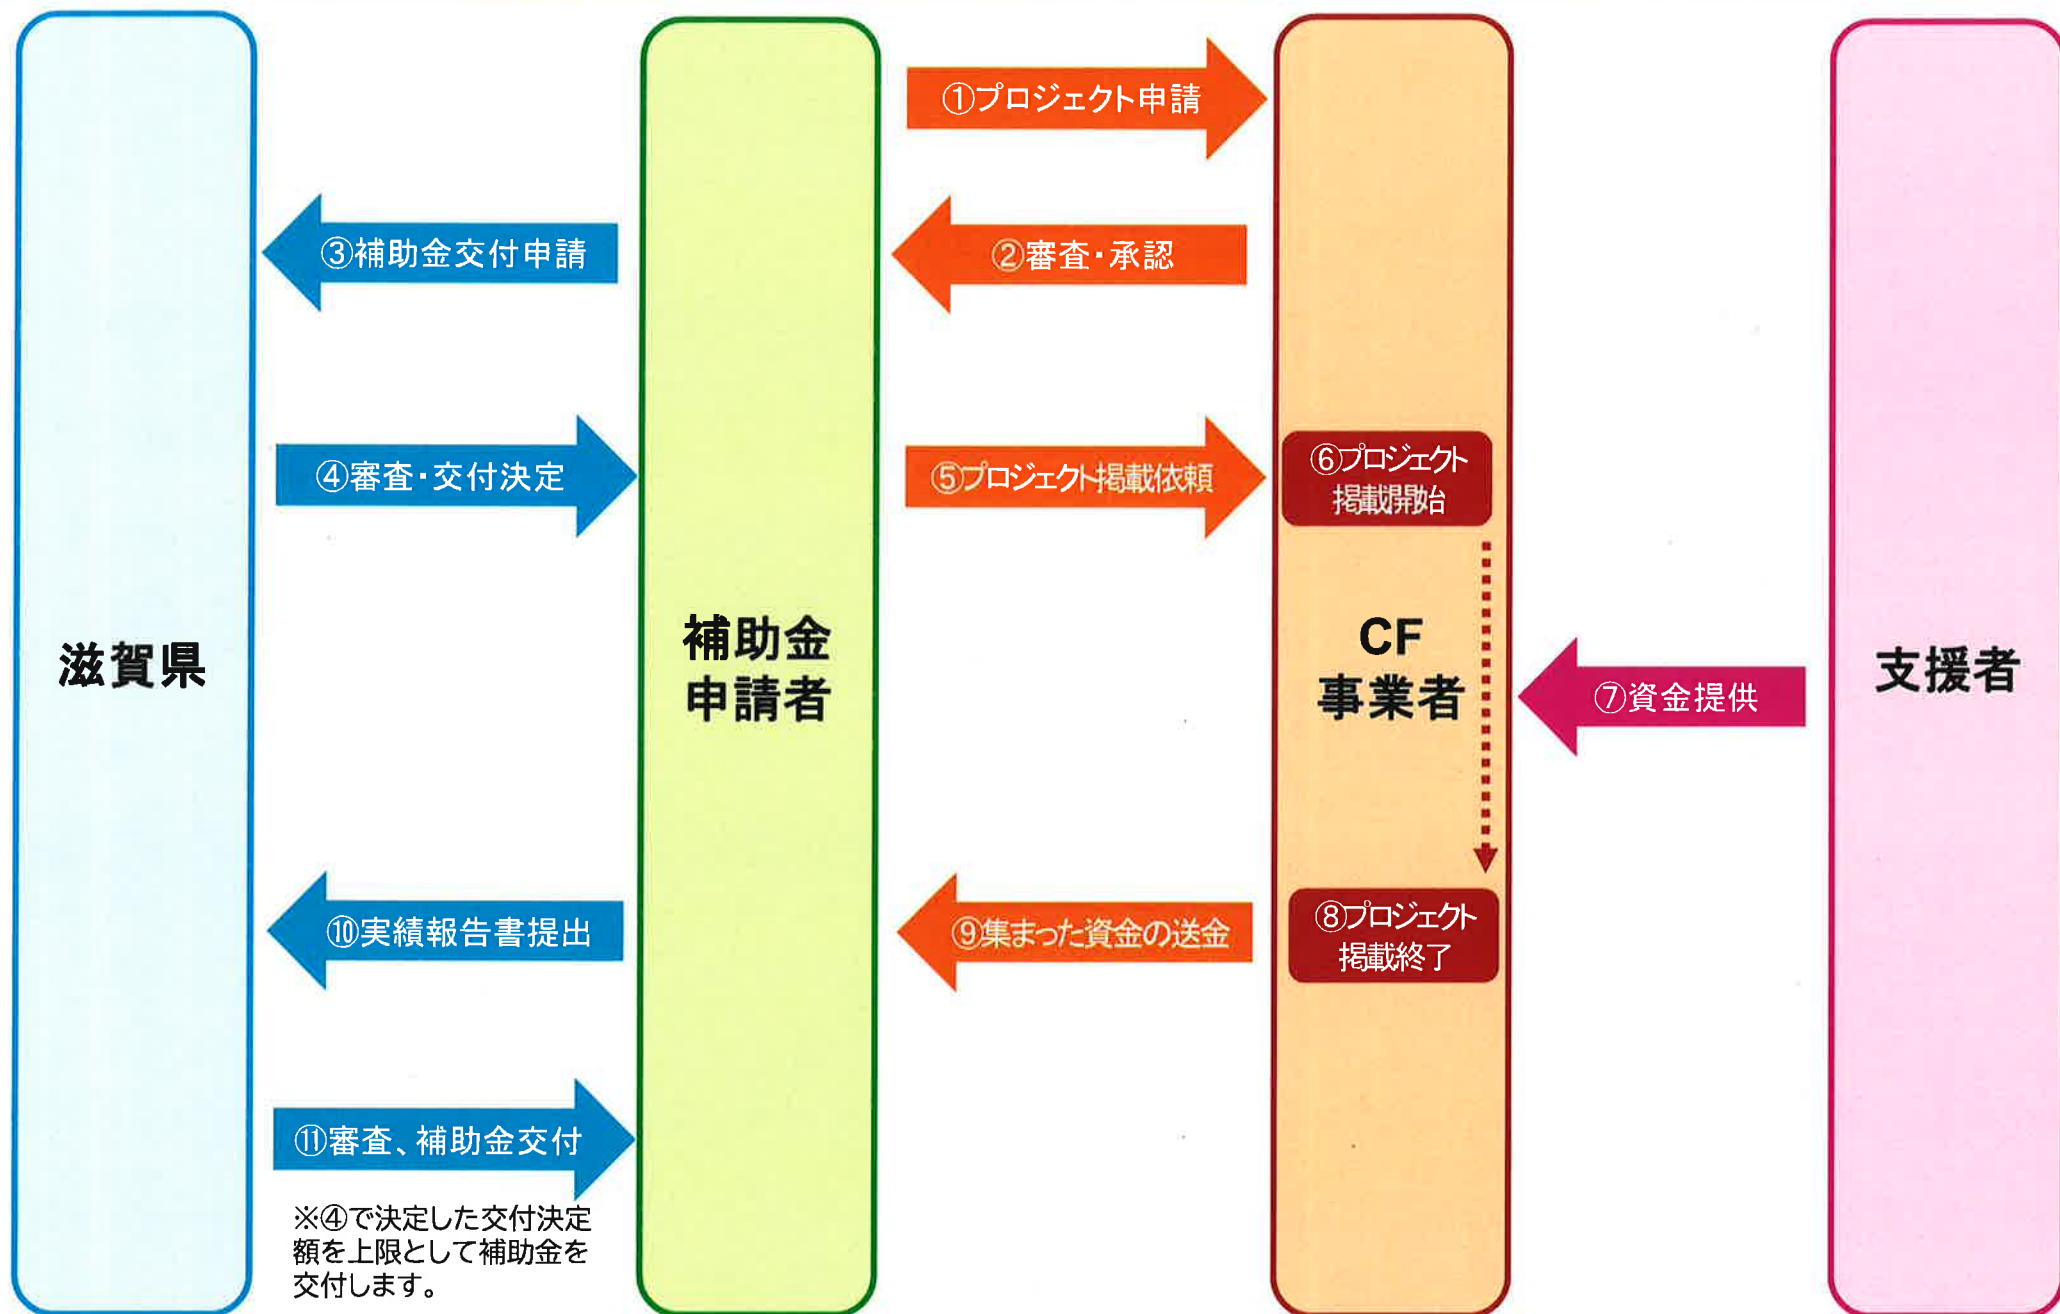 ①プロジェクト申請
③補助金交付申請
②審査・承認
④審査・交付決定
⑤プロジェクト掲載依頼
⑥プロジェクト
掲載開始
滋賀県
補助金
申請者
CF
事業者
⑦資金提供
支援者
⑩実績報告書提出
⑨集まった資金の送金
⑧プロジェクト
掲載終了
⑪審査、補助金交付
※④で決定した交付決定
額を上限として補助金を
交付します。